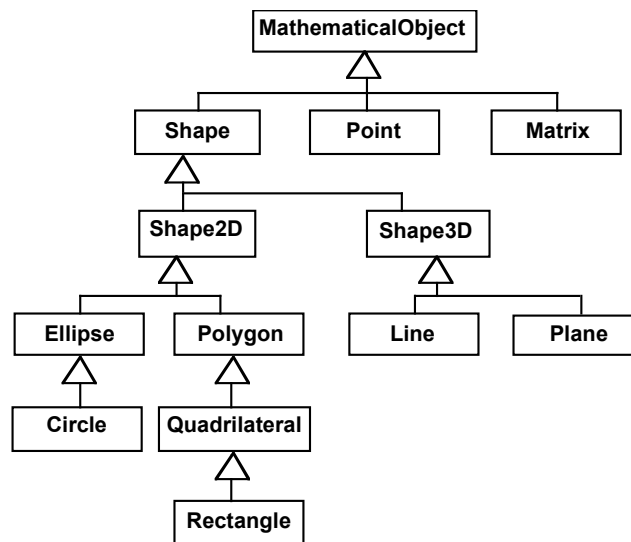 MathematicalObject
Shape
Point
Matrix
Shape2D
Shape3D
Ellipse
Polygon
Line
Plane
Circle
Quadrilateral
Rectangle